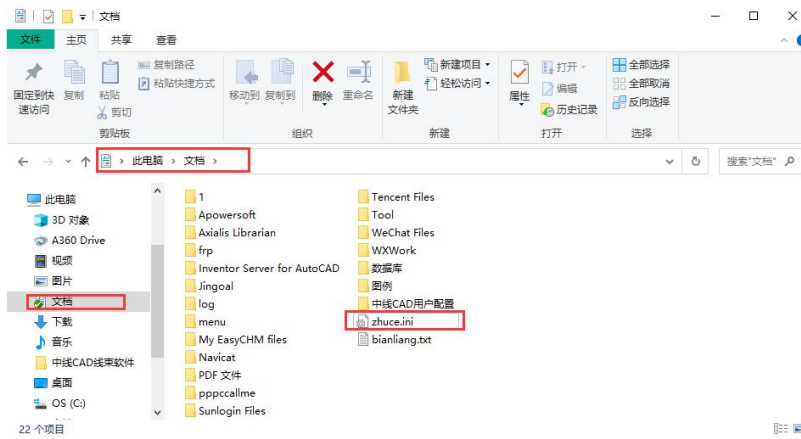 文档
文件 主页 共享 查看
固定到快速访问
复制
粘贴
复制路径
粘贴快捷方式
剪切
移动到
复制到
删除
重命名
新建文件夹
新建项目
轻松访问
属性
打开
编辑
历史记录
全部选择
全部取消
反向选择
剪贴板 组织 新建 打开 选择
此电脑 › 文档 ›
搜索"文档"
此电脑
3D 对象
A360 Drive
视频
图片
文档
下载
音乐
中线CAD线束软件
桌面
OS (C:)
1
Apowersoft
Axialis Librarian
frp
Inventor Server for AutoCAD
Jingoal
log
menu
My EasyCHM files
Navicat
PDF 文件
pppccallme
Sunlogin Files
Tencent Files
Tool
WeChat Files
WXWork
数据库
图例
中线CAD用户配置
zhuce.ini
bianliang.txt
22 个项目